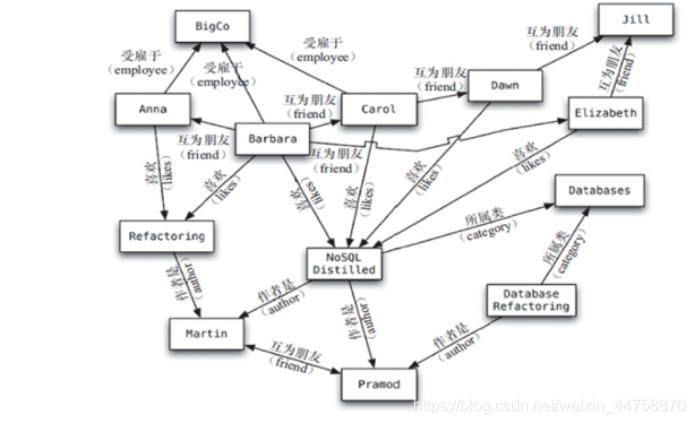 BigCo
Jill
受雇于
(employee)
受雇于
(employee)
受雇于
(employee)
互为朋友
(friend)
互为朋友
(friend)
互为朋友
(friend)
Anna
Barbara
Carol
Dawn
Elizabeth
互为朋友
(friend)
互为朋友
(friend)
互为朋友
(friend)
喜欢
(likes)
喜欢
(likes)
喜欢
(likes)
喜欢
(likes)
喜欢
(likes)
喜欢
(likes)
Refactoring
NoSQL
Distilled
Databases
所属类
(category)
所属类
(category)
Database
Refactoring
作者是
(author)
作者是
(author)
作者是
(author)
作者是
(author)
Martin
互为朋友
(friend)
Pramod
https://blog.csdn.net/weixin_44758876